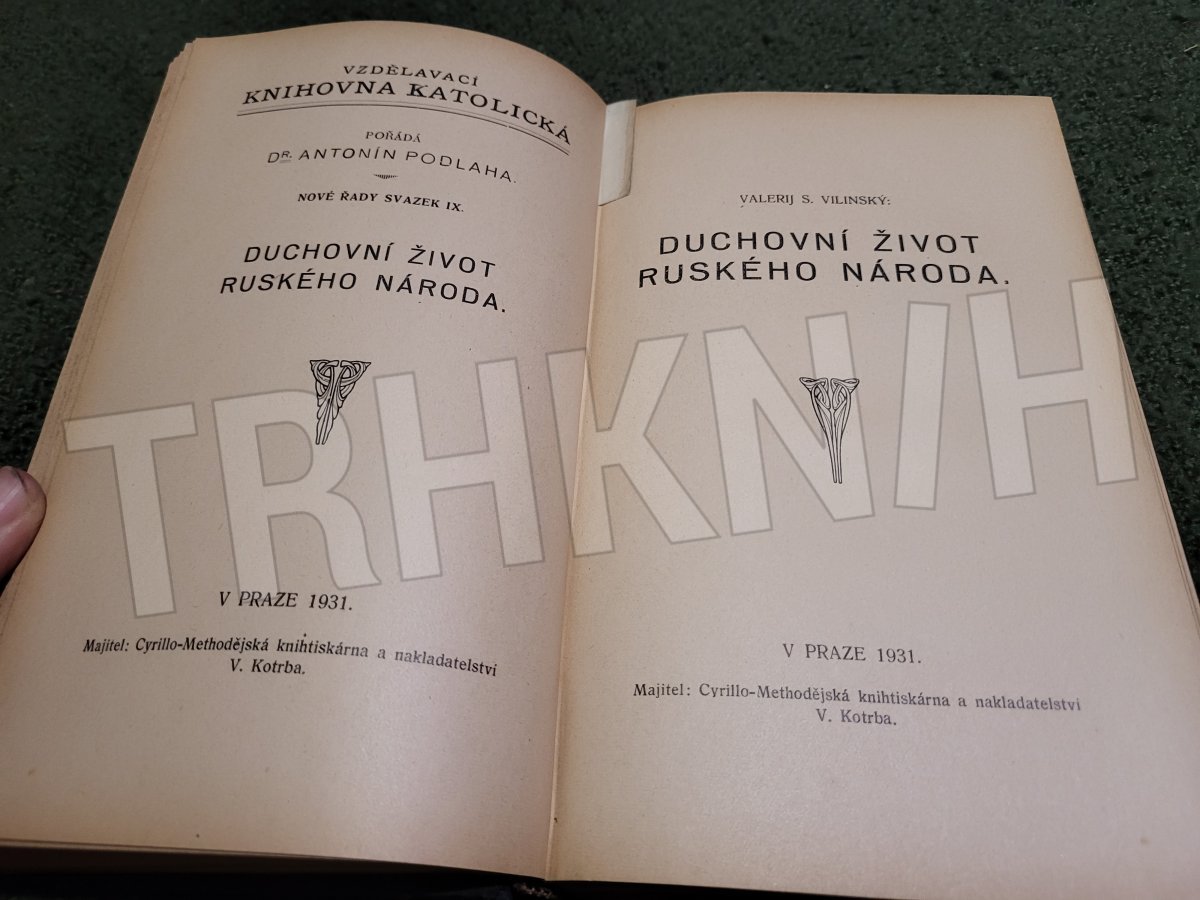 VZDĚLAVACÍ
KNIHOVNA KATOLICKÁ
POŘÁDÁ
DR. ANTONÍN PODLAHA.
NOVÉ ŘADY SVAZEK IX.
DUCHOVNÍ ŽIVOT
RUSKÉHO NÁRODA.
V PRAZE 1931.
Majitel: Cyrillo-Methodějská knihtiskárna a nakladatelství
V. Kotrba.
VALERIJ S. VILINSKÝ:
DUCHOVNÍ ŽIVOT
RUSKÉHO NÁRODA.
V PRAZE 1931.
Majitel: Cyrillo-Methodějská knihtiskárna a nakladatelství
V. Kotrba.
TRHKNIH